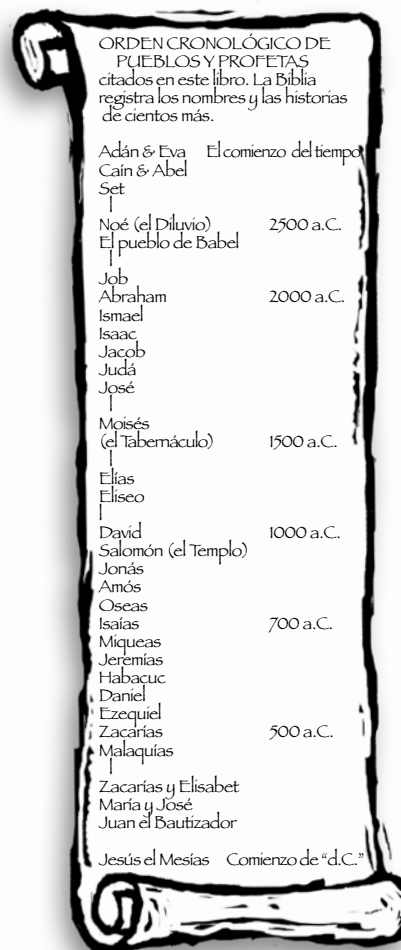 ORDEN CRONOLÓGICO DE
PUEBLOS Y PROFETAS
citados en este libro. La Biblia
registra los nombres y las historias
de cientos más.
Adán & Eva El comienzo del tiempo
Caín & Abel
Set
|
Noé (el Diluvio) 2500 a.C.
El pueblo de Babel
|
Job
Abraham 2000 a.C.
Ismael
Isaac
Jacob
Judá
José
|
Moisés
(el Tabernáculo) 1500 a.C.
|
Elías
Eliseo
|
David 1000 a.C.
Salomón (el Templo)
Jonás
Amós
Oseas
Isaías 700 a.C.
Miqueas
Jeremías
Habacuc
Daniel
Ezequiel
Zacarías 500 a.C.
Malaquías
|
Zacarías y Elisabet
María y José
Juan el Bautizador
Jesús el Mesías Comienzo de “d.C.”